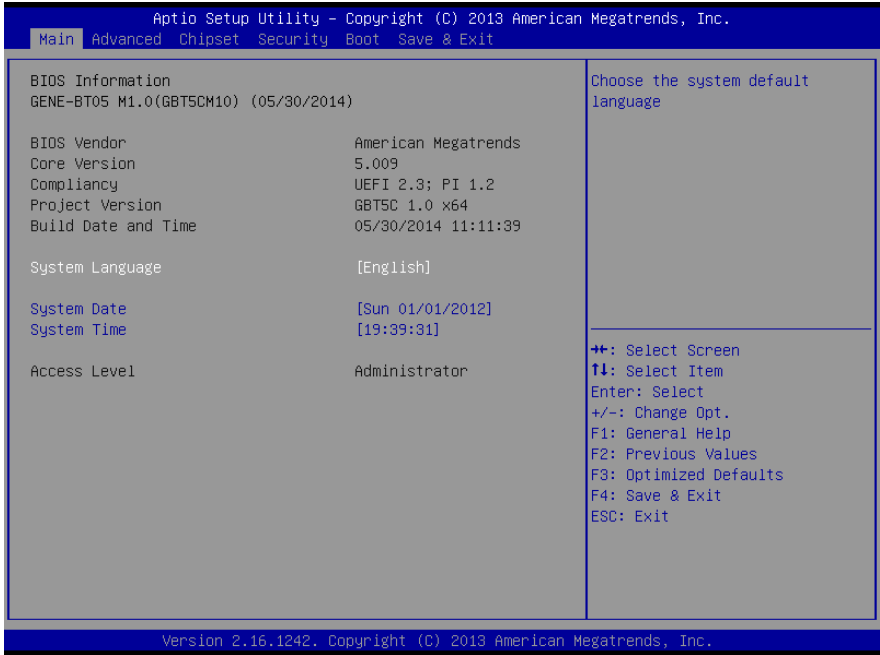 Aptio Setup Utility – Copyright (C) 2013 American Megatrends, Inc.
Main Advanced Chipset Security Boot Save & Exit
BIOS Information
GENE-BT05 M1.0(GBT5CM10) (05/30/2014)
BIOS Vendor American Megatrends
Core Version 5.009
Compliancy UEFI 2.3; PI 1.2
Project Version GBT5C 1.0 x64
Build Date and Time 05/30/2014 11:11:39
System Language [English]
System Date [Sun 01/01/2012]
System Time [19:39:31]
Access Level Administrator
Choose the system default
language
→←: Select Screen
↑↓: Select Item
Enter: Select
+/-: Change Opt.
F1: General Help
F2: Previous Values
F3: Optimized Defaults
F4: Save & Exit
ESC: Exit
Version 2.16.1242. Copyright (C) 2013 American Megatrends, Inc.